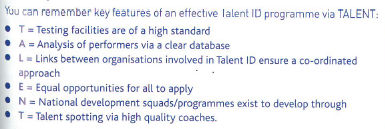 You can remember key features of an effective Talent ID programme via TALENT:
• T = Testing facilities are of a high standard
• A = Analysis of performers via a clear database
• L = Links between organisations involved in Talent ID ensure a co-ordinated
approach
• E = Equal opportunities for all to apply
• N = National development squads/programmes exist to develop through
• T = Talent spotting via high quality coaches.